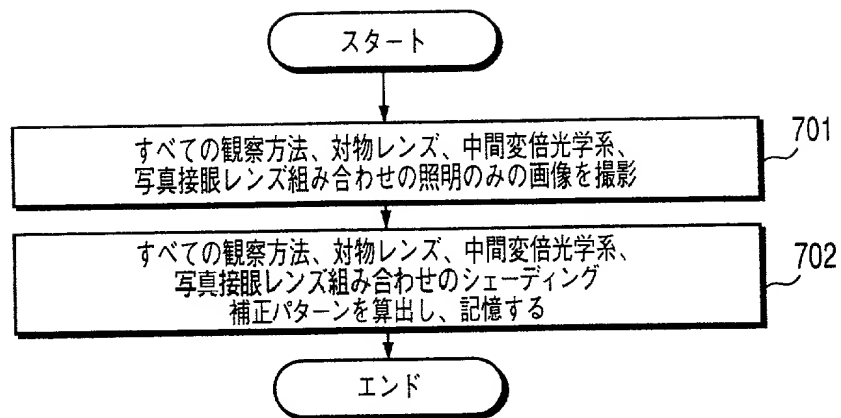 スタート
すべての観察方法、対物レンズ、中間変倍光学系、
写真接眼レンズ組み合わせの照明のみの画像を撮影
701
すべての観察方法、対物レンズ、中間変倍光学系、
写真接眼レンズ組み合わせのシェーディング
補正パターンを算出し、記憶する
702
エンド